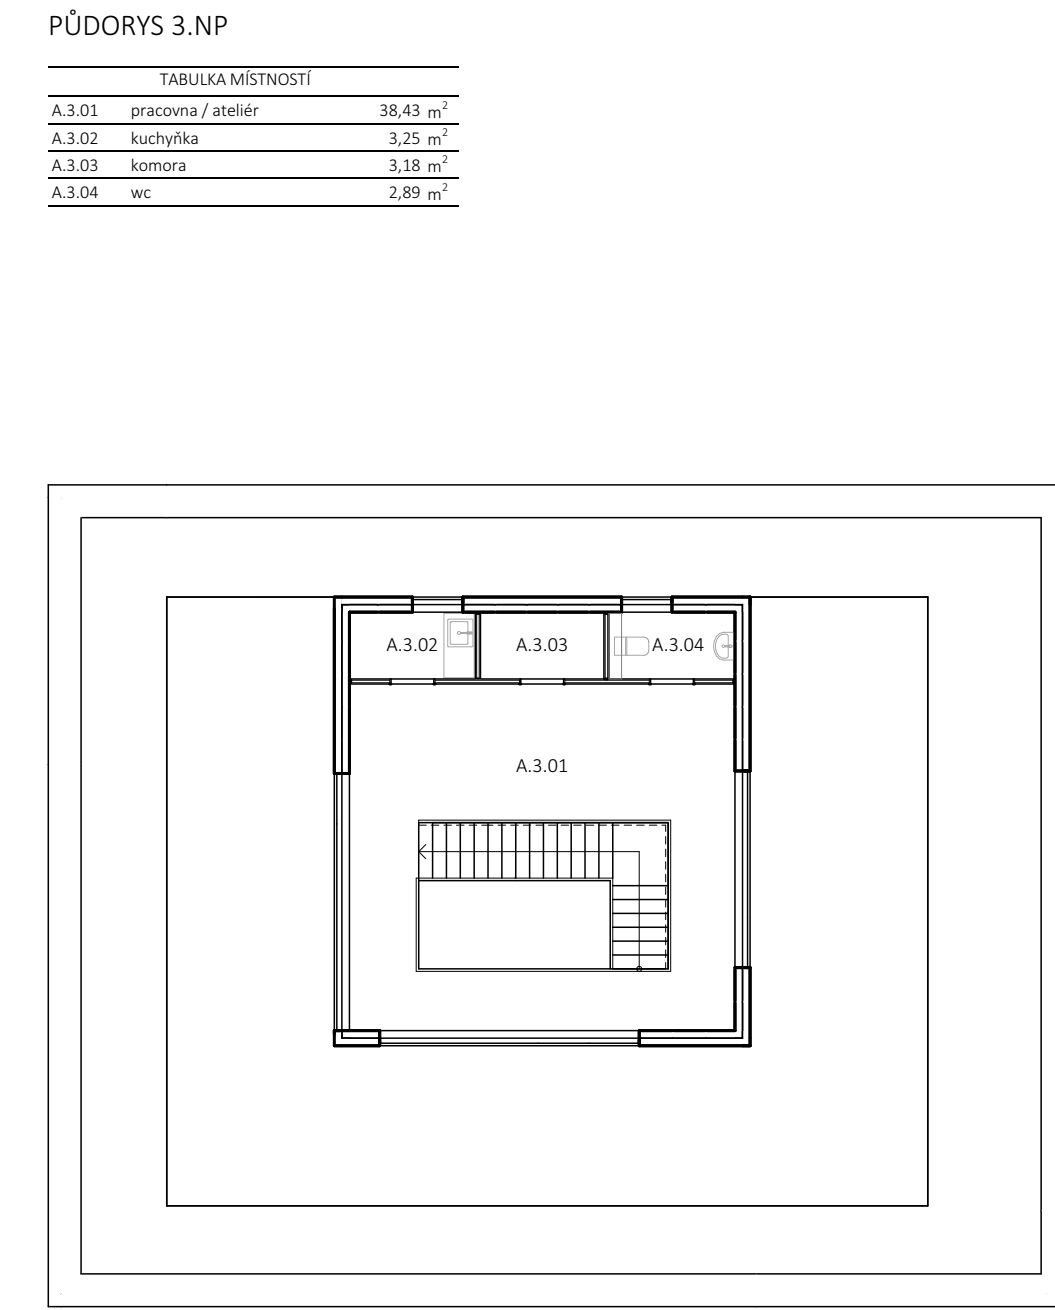 PŮDORYS 3.NP
TABULKA MÍSTNOSTÍ
A.3.01 pracovna / ateliér 38,43 m²
A.3.02 kuchyňka 3,25 m²
A.3.03 komora 3,18 m²
A.3.04 wc 2,89 m²
A.3.02 A.3.03 A.3.04
A.3.01